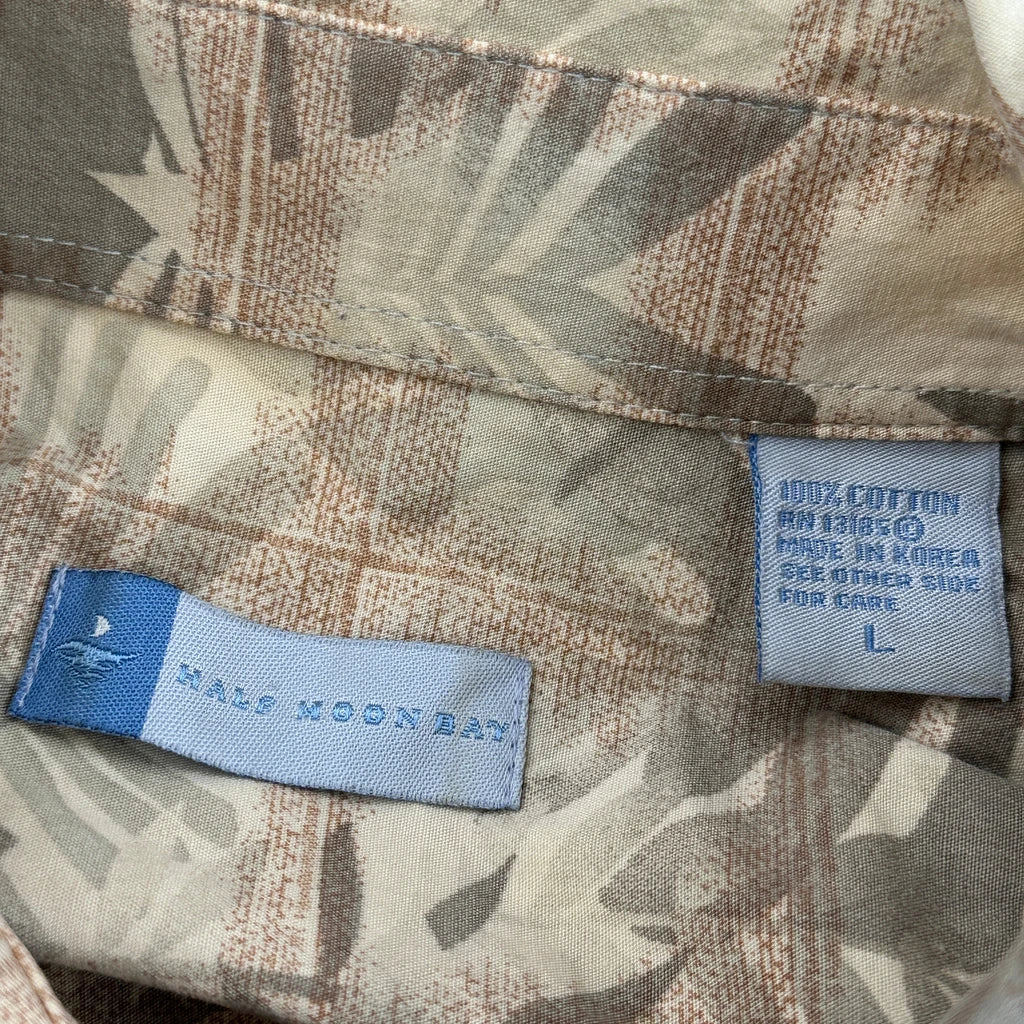 HALF MOON BAY
100% COTTON
RN 13185 ©
MADE IN KOREA
SEE OTHER SIDE
FOR CARE
L